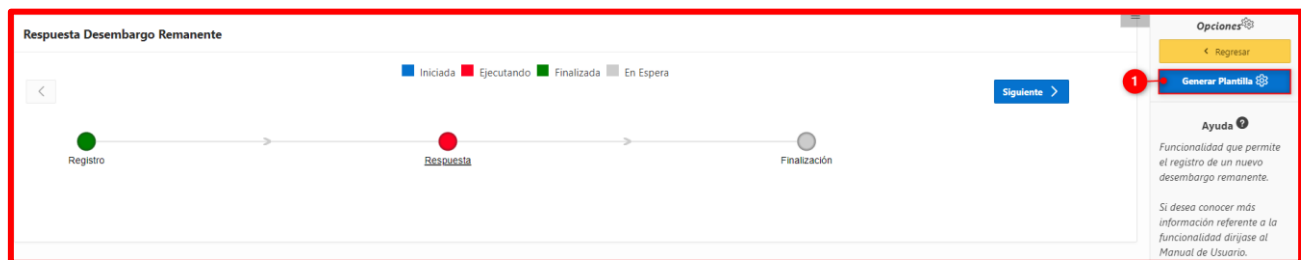 Respuesta Desembargo Remanente
Iniciada Ejecutando Finalizada En Espera
Siguiente >
Registro
Respuesta
Finalización
Opciones
Regresar
1
Generar Plantilla
Ayuda ?
Funcionalidad que permite
el registro de un nuevo
desembargo remanente.
Si desea conocer más
información referente a la
funcionalidad dirijase al
Manual de Usuario.